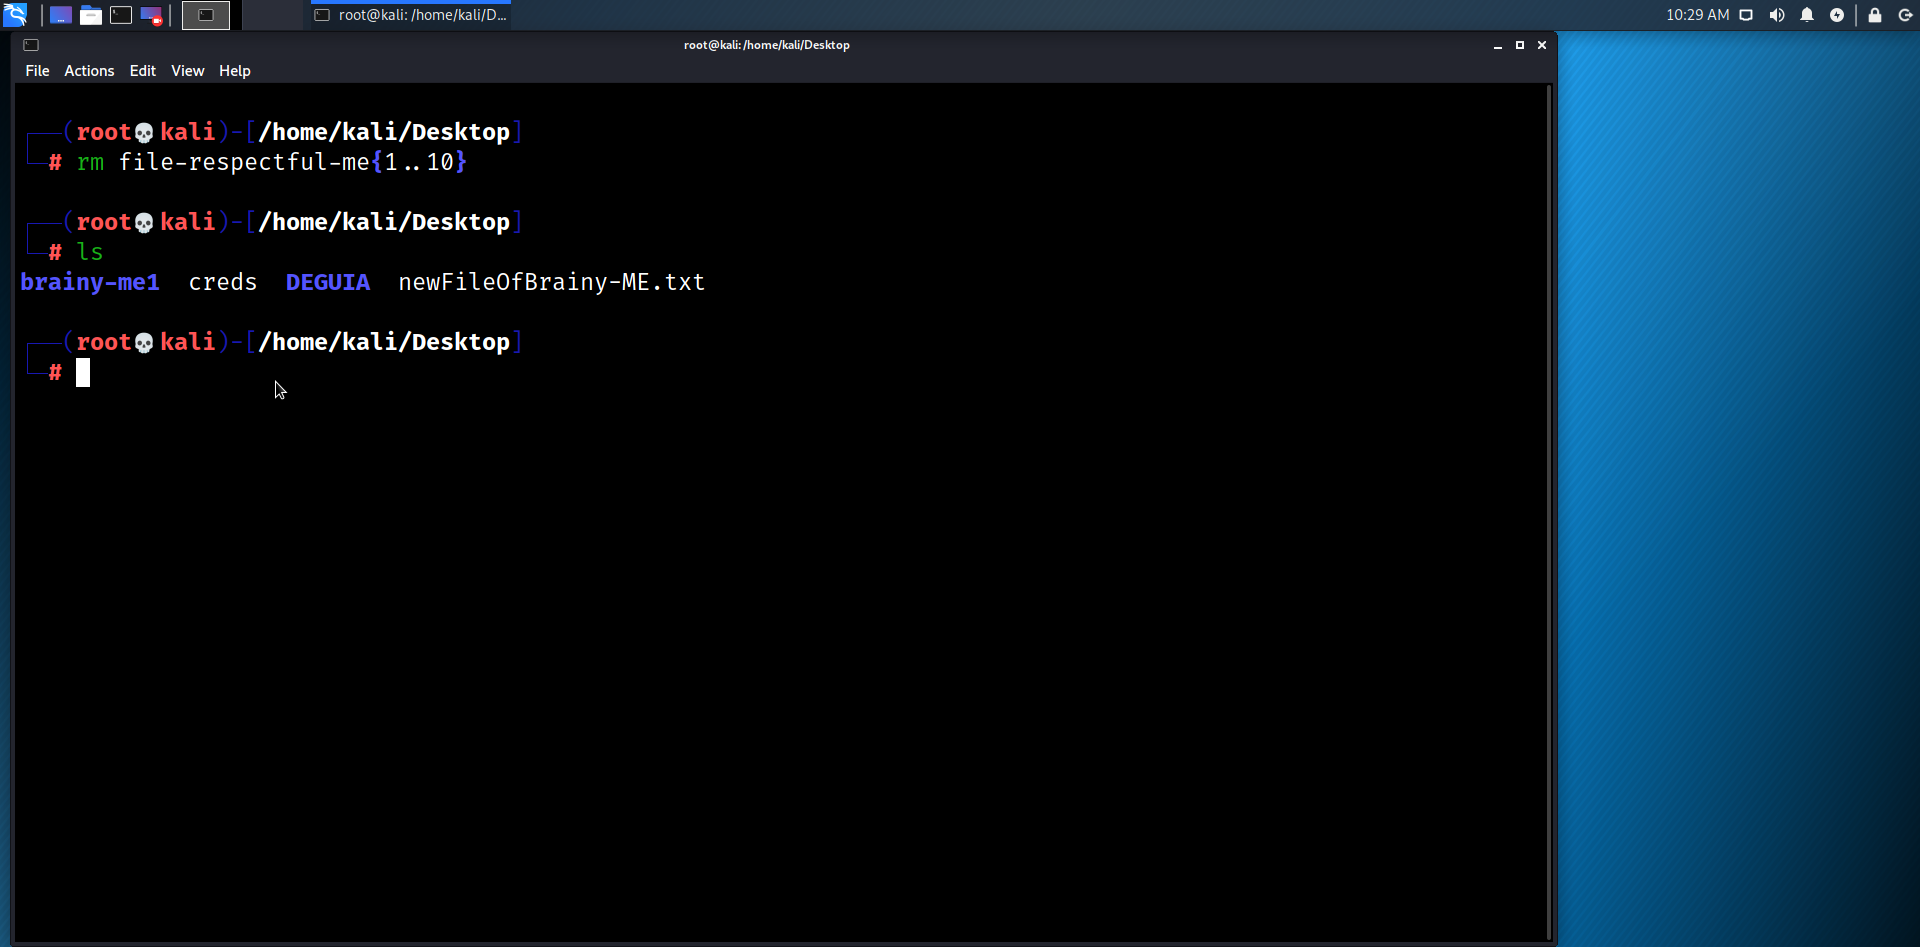 root@kali: /home/kali/D...
10:29 AM
root@kali: /home/kali/Desktop
File Actions Edit View Help
(root💀kali)-[/home/kali/Desktop]
# rm file-respectful-me{1..10}
(root💀kali)-[/home/kali/Desktop]
# ls
brainy-me1 creds DEGUIA newFileOfBrainy-ME.txt
(root💀kali)-[/home/kali/Desktop]
#